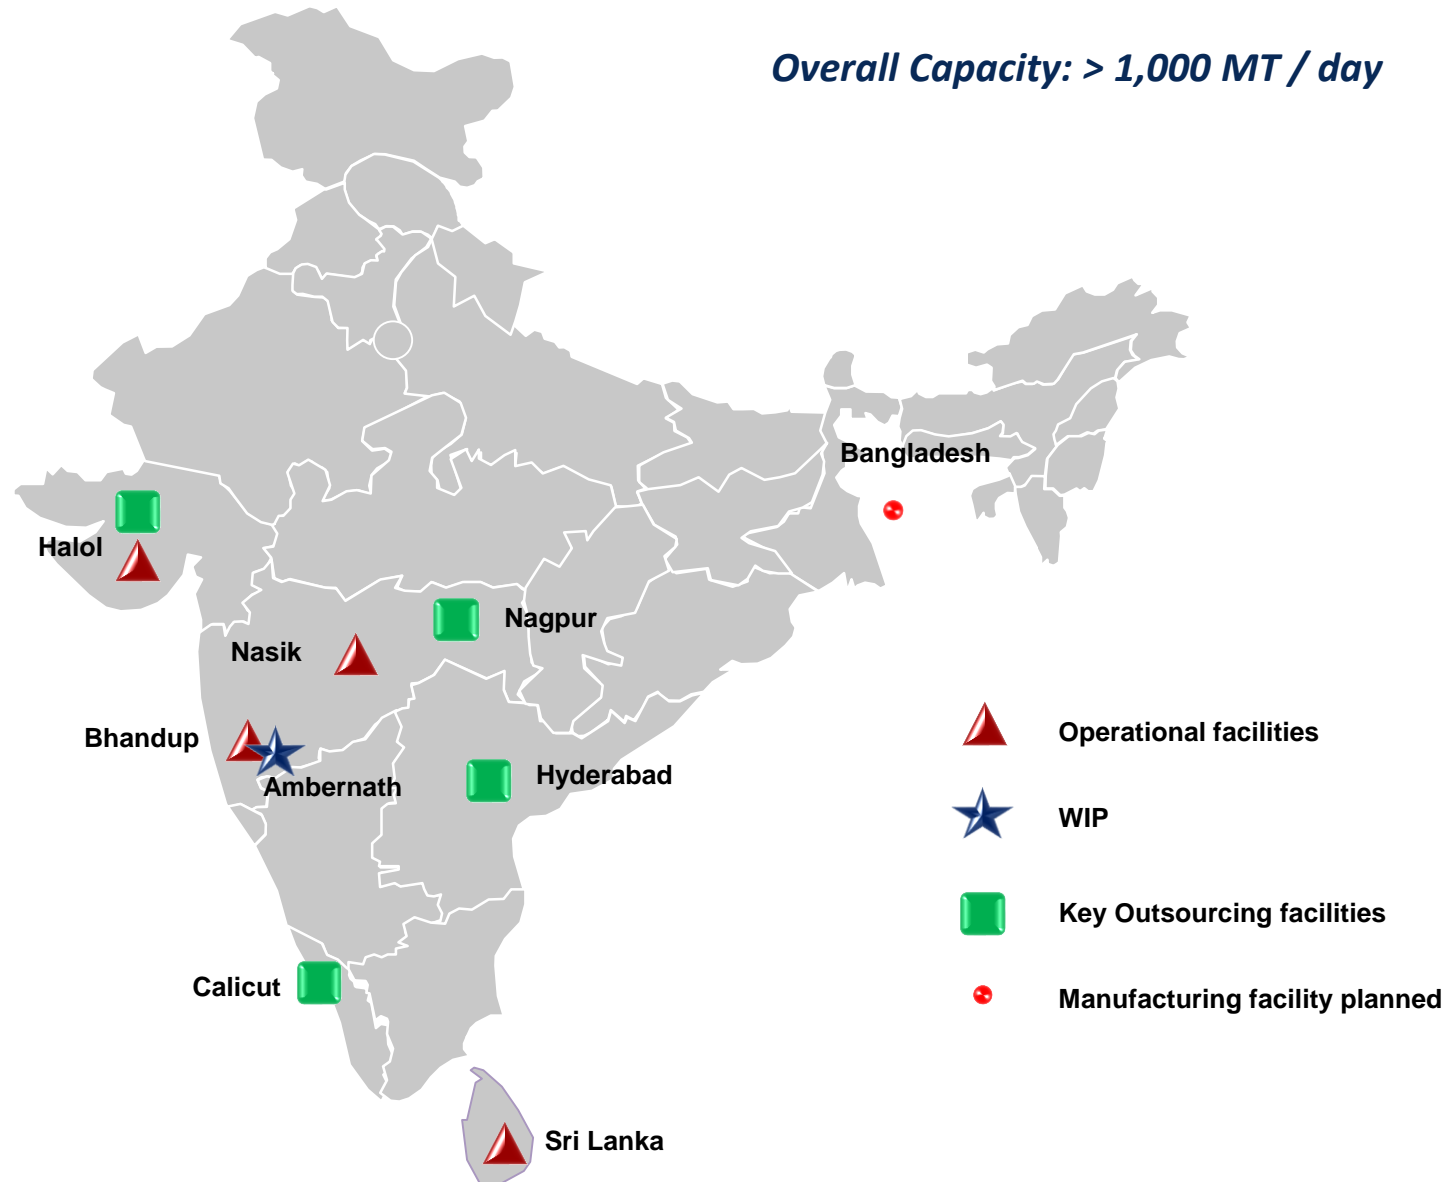 Overall Capacity: > 1,000 MT / day
Bangladesh
Halol
Nagpur
Nasik
Bhandup
Ambernath
Hyderabad
Calicut
Sri Lanka
Operational facilities
WIP
Key Outsourcing facilities
Manufacturing facility planned